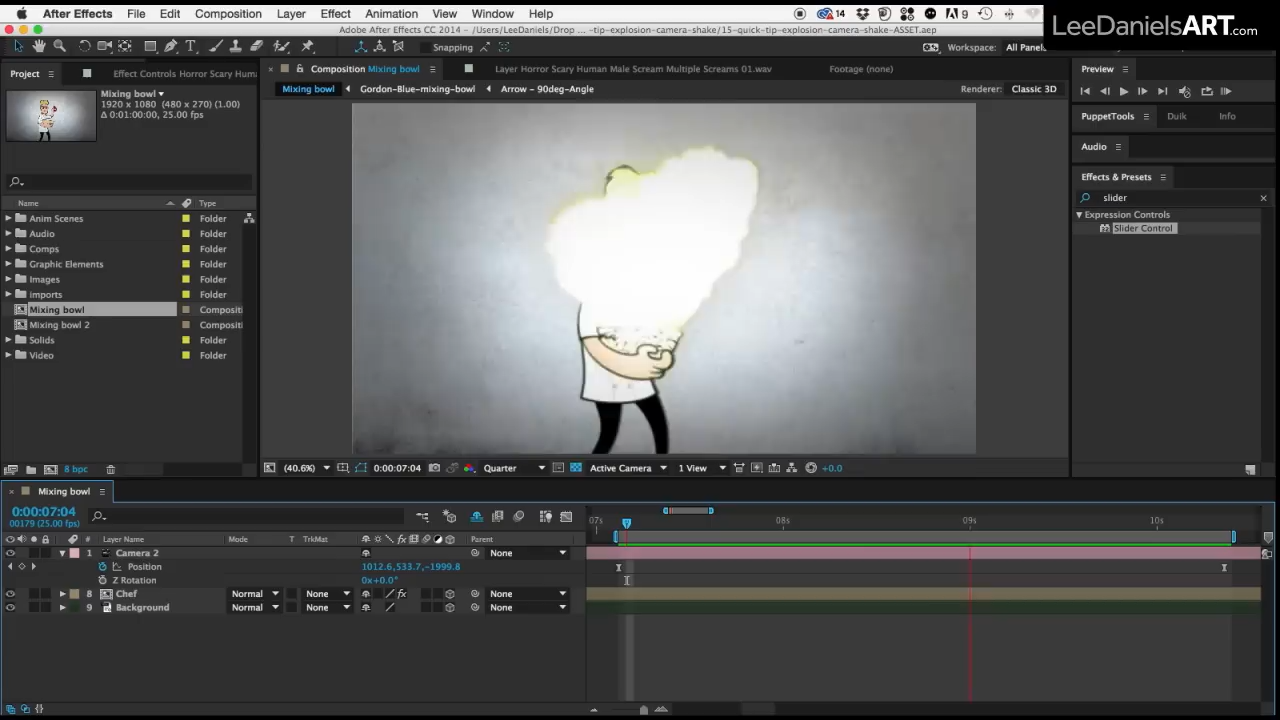 After Effects File Edit Composition Layer Effect Animation View Window Help 14 9
LeeDanielsART.com
Adobe After Effects CC 2014 - /Users/LeeDaniels/Drop -tip-explosion-camera-shake/15-quick-tip-explosion-camera-shake-ASSET.aep
Snapping Workspace: All Panels
Project Effect Controls Horror Scary Hum
Composition Mixing bowl Layer Horror Scary Human Male Scream Multiple Screams 01.wav Footage (none)
Preview
Mixing bowl
1920 x 1080 (480 x 270) (1.00)
Δ 0:01:00:00, 25.00 fps
Mixing bowl Gordon-Blue-mixing-bowl Arrow - 90deg-Angle Renderer: Classic 3D
PuppetTools Duik Info
Audio
Effects & Presets
slider
Expression Controls
Slider Control
Name Type
Anim Scenes Folder
Audio Folder
Comps Folder
Graphic Elements Folder
Images Folder
imports Folder
Mixing bowl Composit
Mixing bowl 2 Composit
Solids Folder
Video Folder
8 bpc
(40.6%) 0:00:07:04 Quarter Active Camera 1 View +0.0
Mixing bowl
0:00:07:04
00179 (25.00 fps)
07s 08s 09s 10s
# Layer Name Mode T TrkMat Parent
1 Camera 2 None
Position 1012.6,533.7,-1999.8
Z Rotation 0x+0.0°
8 Chef Normal None None
9 Background Normal None None